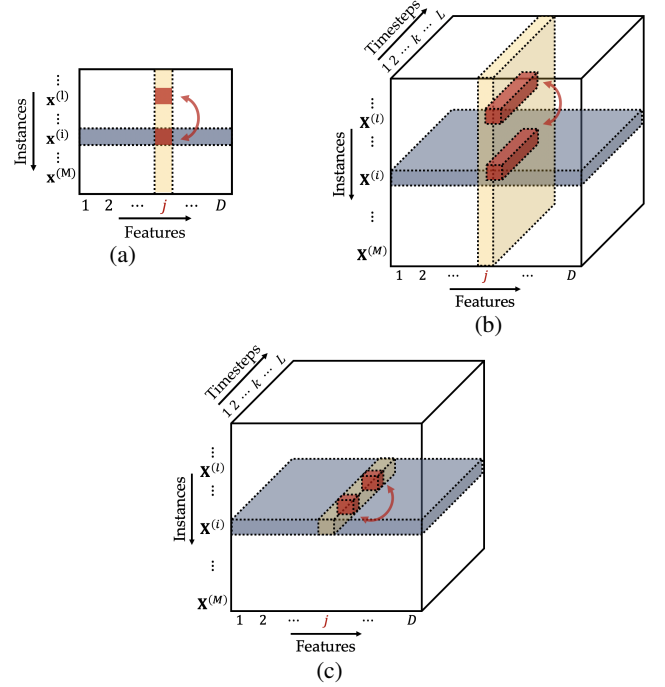 ⋮
x⁽ˡ⁾
Instances
x⁽ⁱ⁾
⋮
x⁽ᴹ⁾
1 2 ⋯ j ⋯ D
Features
(a)
Timesteps
1 2 ⋯ k ⋯ L
⋮
X⁽ˡ⁾
⋮
Instances
X⁽ⁱ⁾
⋮
X⁽ᴹ⁾
1 2 ⋯ j ⋯ D
Features
(b)
Timesteps
1 2 ⋯ k ⋯ L
⋮
X⁽ˡ⁾
⋮
Instances
X⁽ⁱ⁾
⋮
X⁽ᴹ⁾
1 2 ⋯ j ⋯ D
Features
(c)